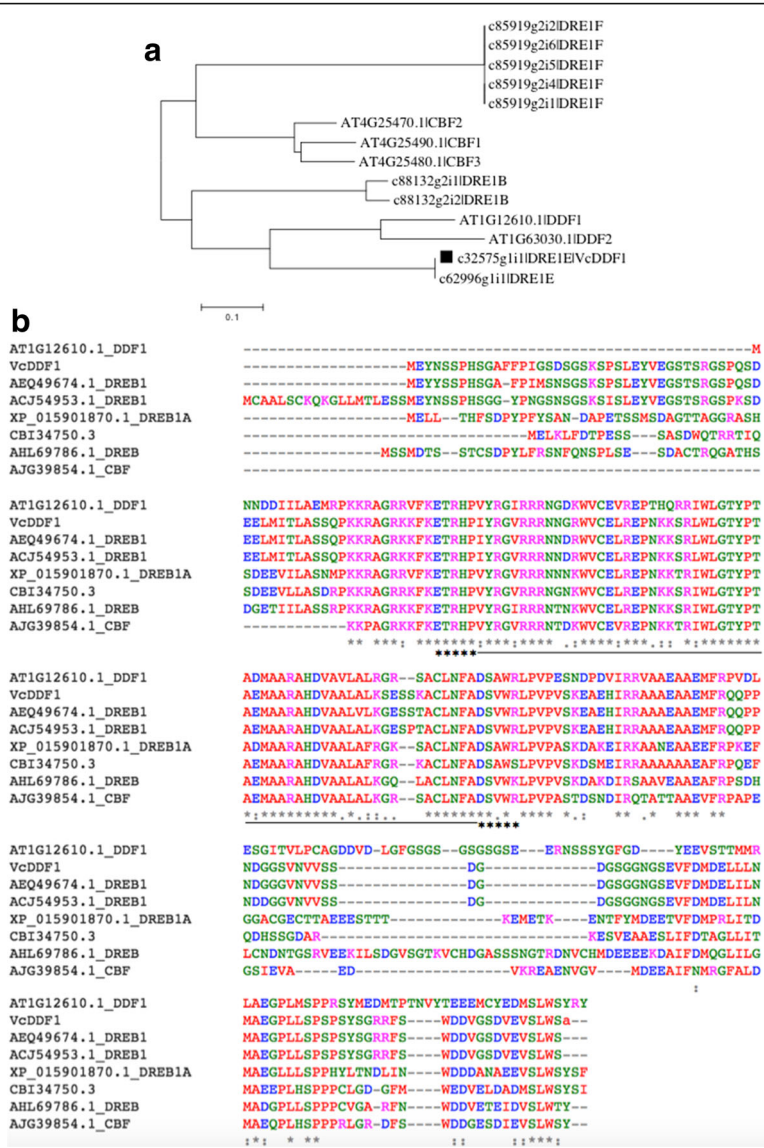 a
c85919g2i2|DRE1F
c85919g2i6|DRE1F
c85919g2i5|DRE1F
c85919g2i4|DRE1F
c85919g2i1|DRE1F
AT4G25470.1|CBF2
AT4G25490.1|CBF1
AT4G25480.1|CBF3
c88132g2i1|DRE1B
c88132g2i2|DRE1B
AT1G12610.1|DDF1
AT1G63030.1|DDF2
c32575g1i1|DRE1E|VcDDF1
c62996g1i1|DRE1E
0.1
b
AT1G12610.1_DDF1 -----------------------------------------------------------M
VcDDF1 -------------------MEYNSSPHSGAFFPIGSDSGSKSPSLEYVEGSTSRGSPQSD
AEQ49674.1_DREB1 -------------------MEYYSSPHSGA-FPIMSNSGSKSISLEYVEGSTSRGSPQSD
ACJ54953.1_DREB1 MCAALSCKQKGLLMTLESSMEYNSSPHSGG-YPNGSNSGSKSISLEYVEGSTSRGSPKSD
XP_015901870.1_DREB1A -------------------MELL--THFSDPYPFYSAN-DAPETSSMSDAGTTAGGRASH
CBI34750.3 ---------------------------------MELKLFDTPESS---SASDWQTRRTIQ
AHL69786.1_DREB ----------------MSSMDTS--STCSDPYLFRSNFQNSPLSE---SDACTRQGATHS
AJG39854.1_CBF ------------------------------------------------------------
AT1G12610.1_DDF1 NNDDIILAEMRPKKRAGRRVFKETRHPVYRGIRRRNGDKWVCEVREPTHQRRIWLGTYPT
VcDDF1 EELMITLASSQPKKRAGRKKFKETRHPVYRGVRRRNNGRWVCELREPNKKSRLWLGTYPT
AEQ49674.1_DREB1 EELMITLASSQPKKRAGRKKFKETRHPIYRGVRRRNNDRWVCELREPNKKSRIWLGTYPT
ACJ54953.1_DREB1 EELMITLASSQPKKRAGRKKFKETRHPIYRGVRRRNNDRWVCELREPNKKSRIWLGTYPT
XP_015901870.1_DREB1A SDEEVILASNMPKKRAGRRVFKETRHPVYRGVRRRNNNKWVCELREPNKKTRIWLGTYPT
CBI34750.3 SDEEVLLASDRPKKRAGRKKFKETRHPVYRGVRRRNNNKWVCELREPNKKSRIWLGTYPT
AHL69786.1_DREB DGETIILASSRPKKRAGRRKFKETRHPVYRGIRRRNTNKWVCELREPNKKTRIWLGTYPT
AJG39854.1_CBF ------------KKPAGRKKFKETRHPVYRGVRRRNTDKWVCELREPNKKTRIWLGTYPT
** ***: *******:***:**** .****.:***.:: *:*******
*****
AT1G12610.1_DDF1 ADMAARAHDVAVLALRGR--SACLNFADSAWRLPVPESNDPDVIRRVAAEAAEMFRPVDL
VcDDF1 AEMAARAHDVAALALKSESSKACLNFADSVWRLPVPVSKEAEHIRRAAAEAAEMFRQQPP
AEQ49674.1_DREB1 AEMAARAHDVAALVLKGESSTACLNFADSVWRLPVPVSKEAEHIRRAAAEAAEMFRQQPP
ACJ54953.1_DREB1 AEMAARAHDVAALALKGESPTACLNFADSVWRLPVPVSKEAEHIRRAAAEAAEMFRQQPP
XP_015901870.1_DREB1A ADMAARAHDVAALAFRGK--SACLNFADSAWRLPVPASKDAKEIRKAANEAAEEFRPKEF
CBI34750.3 AEMAARAHDVAALAFRGK--KACLNFADSAWSLPVPVSKDSMEIRRAAAAAAEAFRPQEF
AHL69786.1_DREB AEMAARAHDVAALALKGQ--LACLNFADSVWKLPVPVSKDAKDIRSAAVEAAEAFRPSDH
AJG39854.1_CBF AEMAARAHDVAALALKGR--SACLNFADSVWRLPVPASTDSNDIRQTATTAAEVFRPAPE
*:*********.*.::.. ********.* **** *.: ** .* *** **
*****
AT1G12610.1_DDF1 ESGITVLPCAGDDVD-LGFGSGS--GSGSGSE---ERNSSSYGFGD----YEEVSTTMMR
VcDDF1 NDGGSVNVVSS---------------DG-------------DGSGGNGSEVFDMDELLLN
AEQ49674.1_DREB1 NDGGGVNVVSS---------------DG-------------DGSGGNGSEVFDMDELILN
ACJ54953.1_DREB1 NDDGGVNVVSS---------------DG-------------DGSGGNGSEVFDMDELILN
XP_015901870.1_DREB1A GGACGECTTAEEESTTT-------------KEMETK----ENTFYMDEETVFDMPRLITD
CBI34750.3 QDHSSGDAR-------------------------------KESVEAAESLIFDTAGLLIT
AHL69786.1_DREB LCNDNTGSRVEEKILSDGVSGTKVCHDGASSSNGTRDNVCHMDEEEEKDAIFDMQGLILG
AJG39854.1_CBF GSIEVA----ED------------------VKREAENVGV----MDEEAIFNMRGFALD
:
AT1G12610.1_DDF1 LAEGPLMSPPRSYMEDMTPTNVYTEEEMCYEDMSLWSYRY
VcDDF1 MAEGPLLSPSPSYSGRRFS----WDDVGSDVEVSLWSa--
AEQ49674.1_DREB1 MAEGPLLSPSPSYSGRRFS----WDDVGSDVEVSLWS---
ACJ54953.1_DREB1 MAEGPLLSPSPSYSGRRFS----WDDVGSDVEVSLWS---
XP_015901870.1_DREB1A MAEGPLLSPPHYLTNDLIN----WDDDANAEEVSLWSYSF
CBI34750.3 MAEEPLHSPPPCLGD-GFM----WEDVELDADMSLWSYSI
AHL69786.1_DREB MADGPLLSPPPCVGA-RFN----WDDVETEIDVSLWTY--
AJG39854.1_CBF MAEQPLHSPPPRLGR-DFS----WDDGESDIEVSLWSY--
:*: * ** :: ::***: